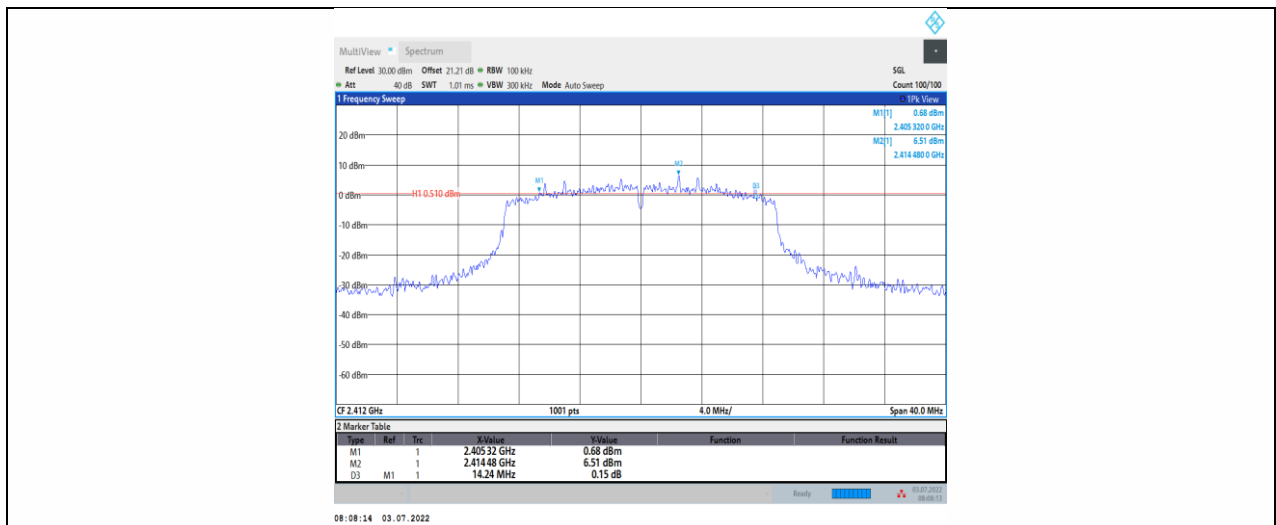 MultiView Spectrum
Ref Level 30.00 dBm Offset 21.21 dB RBW 100 kHz SGL
Att 40 dB SWT 1.01 ms VBW 300 kHz Mode Auto Sweep Count 100/100
1 Frequency Sweep 1Pk View
M1[1] 0.68 dBm
2.405 320 0 GHz
20 dBm
M2[1] 6.51 dBm
2.414 480 0 GHz
10 dBm
M2
M1
D3
0 dBm
H1 0.510 dBm
-10 dBm
-20 dBm
-30 dBm
-40 dBm
-50 dBm
-60 dBm
CF 2.412 GHz 1001 pts 4.0 MHz/ Span 40.0 MHz
2 Marker Table
Type Ref Trc X-Value Y-Value Function Function Result
M1 1 2.405 32 GHz 0.68 dBm
M2 1 2.414 48 GHz 6.51 dBm
D3 M1 1 14.24 MHz 0.15 dB
Ready 03.07.2022
08:08:13
08:08:14 03.07.2022